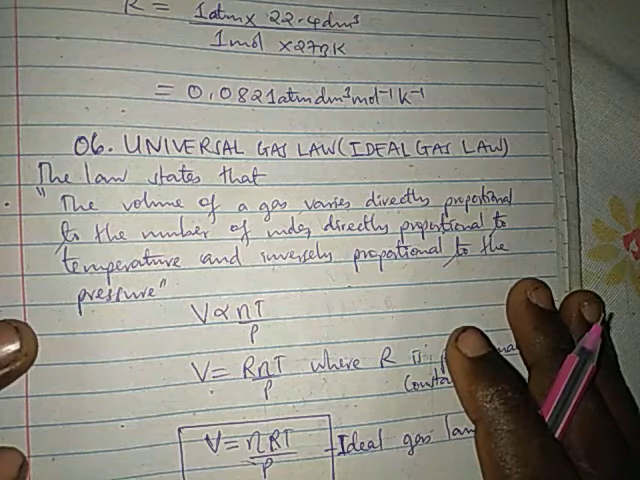 R = 1atm x 22.4dm³
1mol x 273K
= 0.0821atmdm³mol⁻¹K⁻¹
06. UNIVERSAL GAS LAW (IDEAL GAS LAW)
The law states that
"The volume of a gas varies directly proportional
to the number of moles directly proportional to
temperature and inversely proportional to the
pressure"
V ∝ nT
P
V = RnT where R is
P
V = nRT - Ideal gas law
P